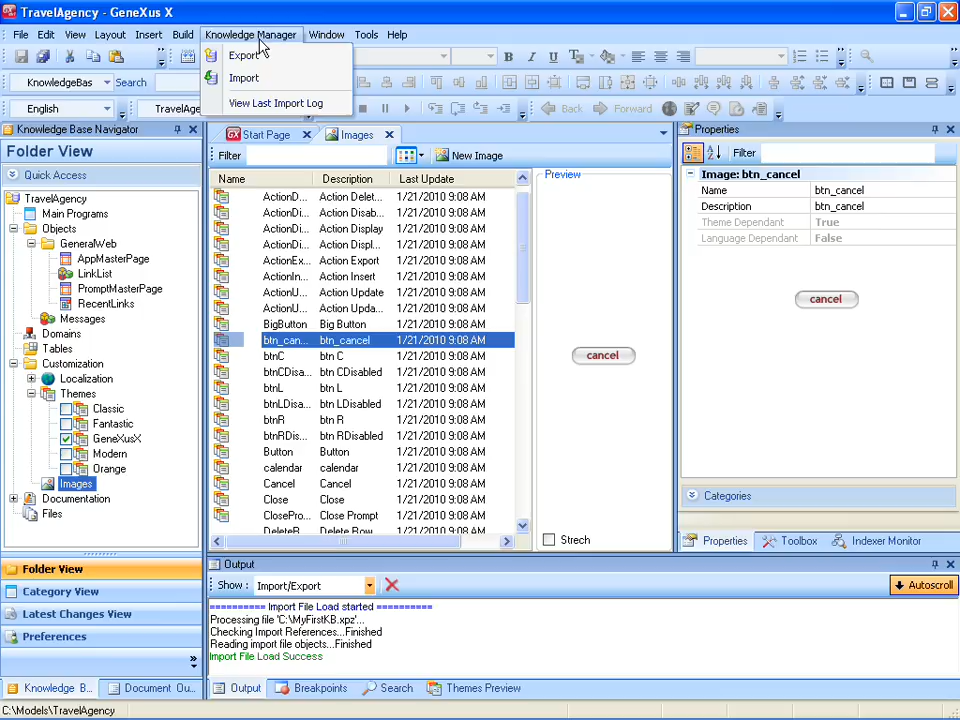 TravelAgency - GeneXus X
File Edit View Layout Insert Build Knowledge Manager Window Tools Help
Export
Import
View Last Import Log
KnowledgeBas Search
English TravelAge
Back Forward
Knowledge Base Navigator
Folder View
Quick Access
TravelAgency
Main Programs
Objects
GeneralWeb
AppMasterPage
LinkList
PromptMasterPage
RecentLinks
Messages
Domains
Tables
Customization
Localization
Themes
Classic
Fantastic
GeneXusX
Modern
Orange
Images
Documentation
Files
Folder View
Category View
Latest Changes View
Preferences
Knowledge B... Document Ou...
Start Page Images
Filter New Image
Name Description Last Update
ActionD... Action Delet... 1/21/2010 9:08 AM
ActionDi... Action Disab... 1/21/2010 9:08 AM
ActionDi... Action Display 1/21/2010 9:08 AM
ActionDi... Action Displ... 1/21/2010 9:08 AM
ActionEx... Action Export 1/21/2010 9:08 AM
ActionIn... Action Insert 1/21/2010 9:08 AM
ActionU... Action Update 1/21/2010 9:08 AM
ActionU... Action Upda... 1/21/2010 9:08 AM
BigButton Big Button 1/21/2010 9:08 AM
btn_can... btn_cancel 1/21/2010 9:08 AM
btnC btn C 1/21/2010 9:08 AM
btnCDisa... btn CDisabled 1/21/2010 9:08 AM
btnL btn L 1/21/2010 9:08 AM
btnLDisa... btn LDisabled 1/21/2010 9:08 AM
btnR btn R 1/21/2010 9:08 AM
btnRDis... btn RDisabled 1/21/2010 9:08 AM
Button Button 1/21/2010 9:08 AM
calendar calendar 1/21/2010 9:08 AM
Cancel Cancel 1/21/2010 9:08 AM
Close Close 1/21/2010 9:08 AM
ClosePro... Close Prompt 1/21/2010 9:08 AM
DeleteR... Delete Row 1/21/2010 9:08 AM
Preview
cancel
Strech
Properties
Filter
Image: btn_cancel
Name btn_cancel
Description btn_cancel
Theme Dependant True
Language Dependant False
cancel
Categories
Properties Toolbox Indexer Monitor
Output
Show : Import/Export Autoscroll
========== Import File Load started ==========
Processing file 'C:\MyFirstKB.xpz'...
Checking Import References...Finished
Reading import file objects...Finished
Import File Load Success
Output Breakpoints Search Themes Preview
C:\Models\TravelAgency